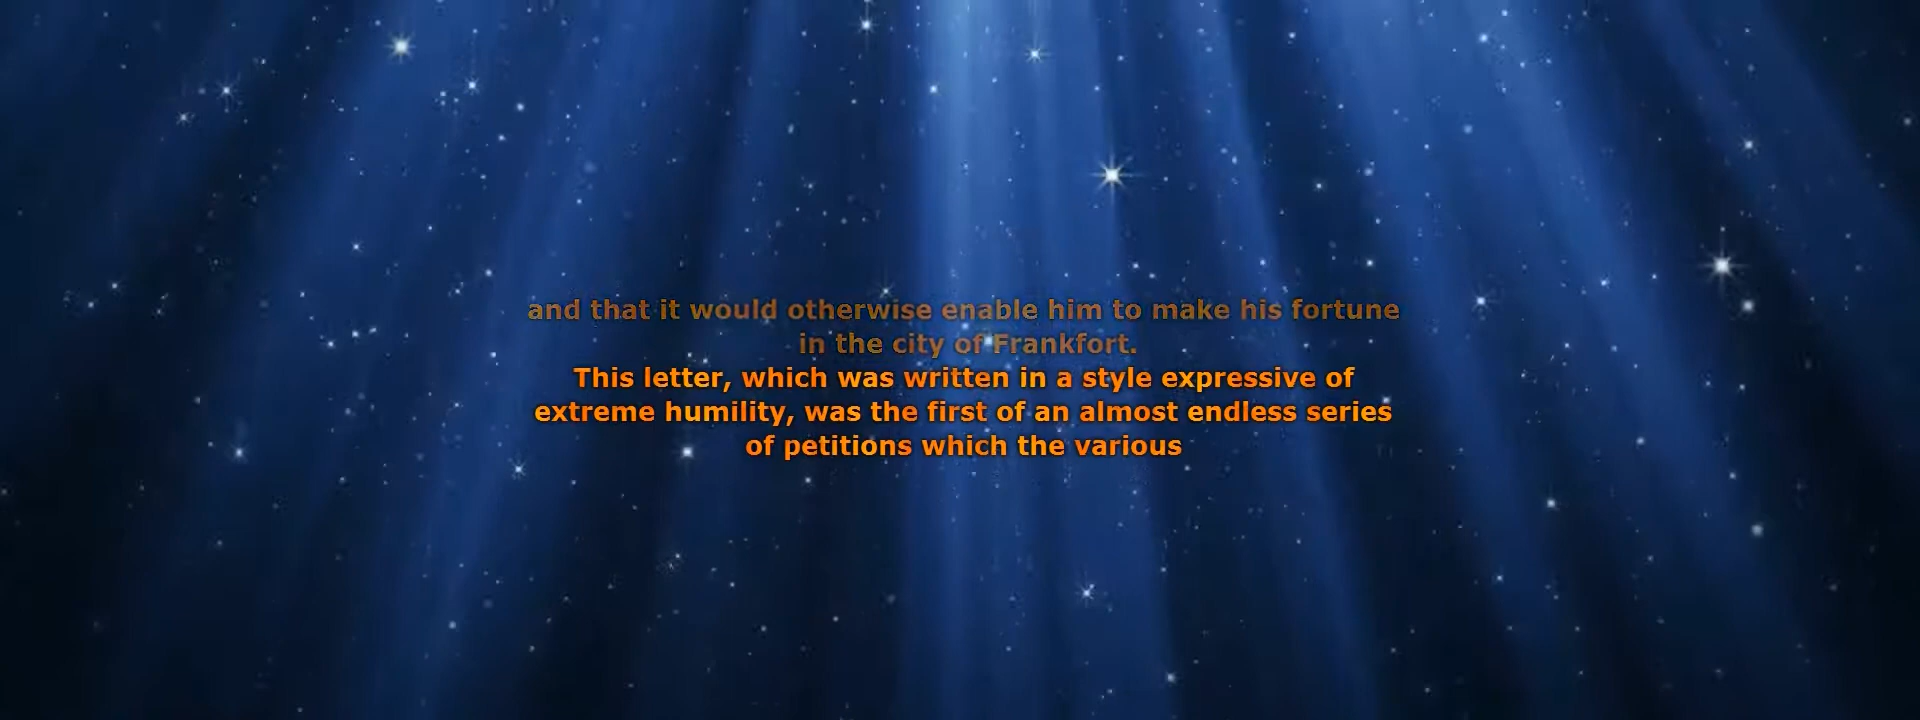 and that it would otherwise enable him to make his fortune
in the city of Frankfort.
This letter, which was written in a style expressive of
extreme humility, was the first of an almost endless series
of petitions which the various